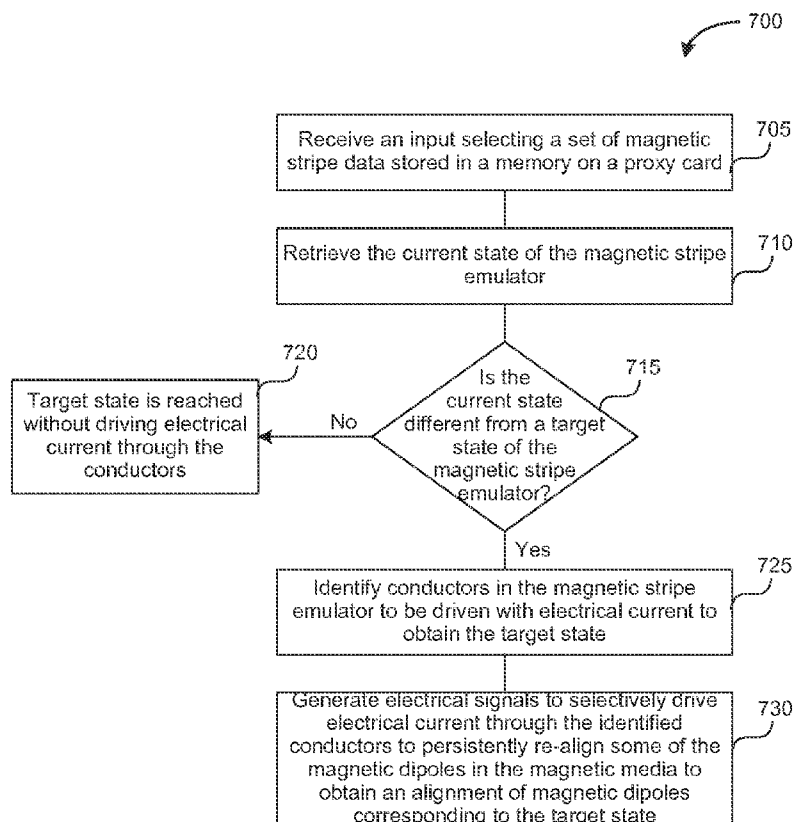 700
Receive an input selecting a set of magnetic
stripe data stored in a memory on a proxy card
705
Retrieve the current state of the magnetic stripe
emulator
710
Is the
current state
different from a target
state of the
magnetic stripe
emulator?
715
No
720
Target state is reached
without driving electrical
current through the
conductors
Yes
Identify conductors in the magnetic stripe
emulator to be driven with electrical current to
obtain the target state
725
Generate electrical signals to selectively drive
electrical current through the identified
conductors to persistently re-align some of the
magnetic dipoles in the magnetic media to
obtain an alignment of magnetic dipoles
corresponding to the target state
730